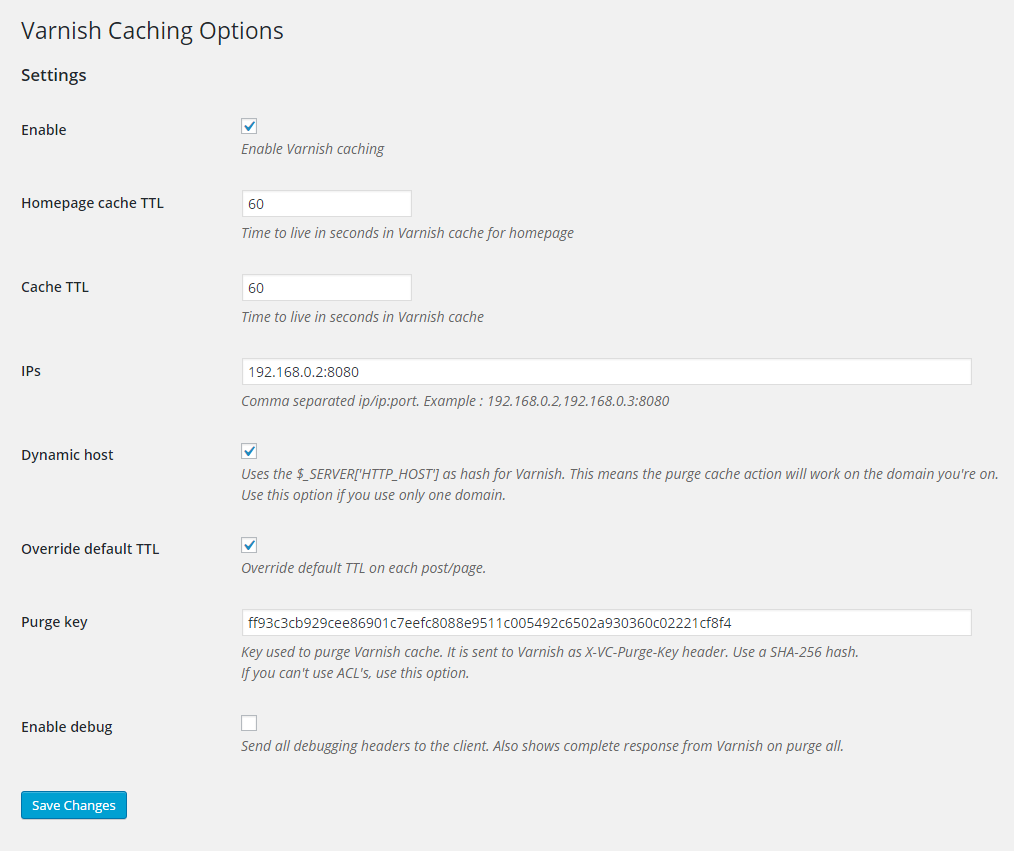 Varnish Caching Options
Settings
Enable
Enable Varnish caching
Homepage cache TTL
60
Time to live in seconds in Varnish cache for homepage
Cache TTL
60
Time to live in seconds in Varnish cache
IPs
192.168.0.2:8080
Comma separated ip/ip:port. Example : 192.168.0.2,192.168.0.3:8080
Dynamic host
Uses the $_SERVER['HTTP_HOST'] as hash for Varnish. This means the purge cache action will work on the domain you're on.
Use this option if you use only one domain.
Override default TTL
Override default TTL on each post/page.
Purge key
ff93c3cb929cee86901c7eefc8088e9511c005492c6502a930360c02221cf8f4
Key used to purge Varnish cache. It is sent to Varnish as X-VC-Purge-Key header. Use a SHA-256 hash.
If you can't use ACL's, use this option.
Enable debug
Send all debugging headers to the client. Also shows complete response from Varnish on purge all.
Save Changes